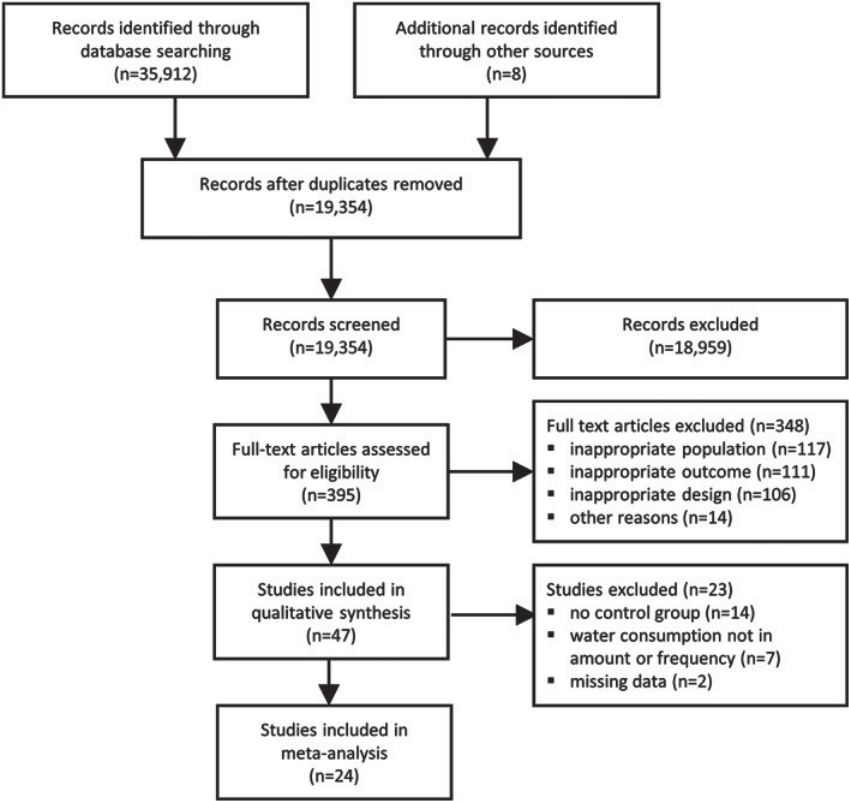 Records identified through
database searching
(n=35,912)
Additional records identified
through other sources
(n=8)
Records after duplicates removed
(n=19,354)
Records screened
(n=19,354)
Records excluded
(n=18,959)
Full-text articles assessed
for eligibility
(n=395)
Full text articles excluded (n=348)
▪ inappropriate population (n=117)
▪ inappropriate outcome (n=111)
▪ inappropriate design (n=106)
▪ other reasons (n=14)
Studies included in
qualitative synthesis
(n=47)
Studies excluded (n=23)
▪ no control group (n=14)
▪ water consumption not in
amount or frequency (n=7)
▪ missing data (n=2)
Studies included in
meta-analysis
(n=24)